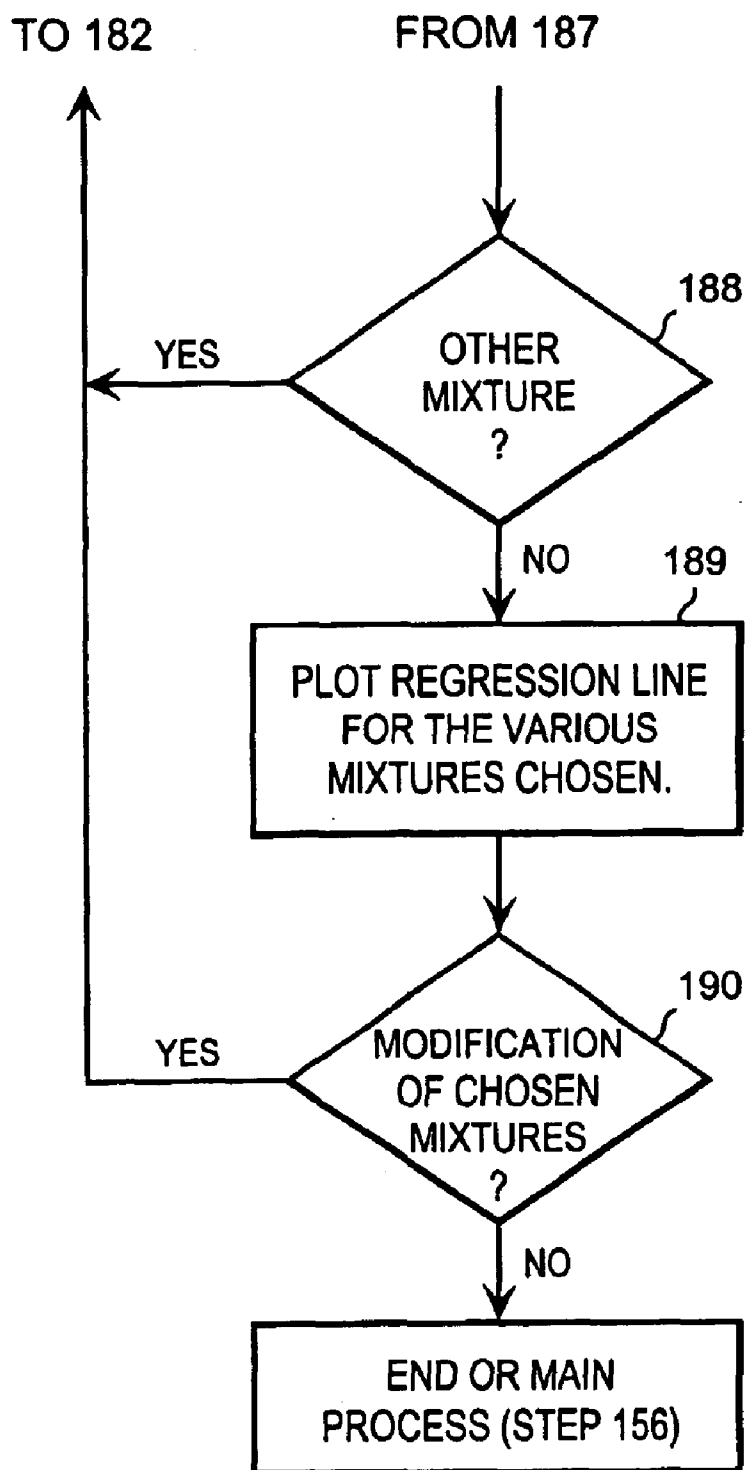 TO 182
FROM 187
188
YES
OTHER
MIXTURE
?
NO
189
PLOT REGRESSION LINE
FOR THE VARIOUS
MIXTURES CHOSEN.
190
YES
MODIFICATION
OF CHOSEN
MIXTURES
?
NO
END OR MAIN
PROCESS (STEP 156)